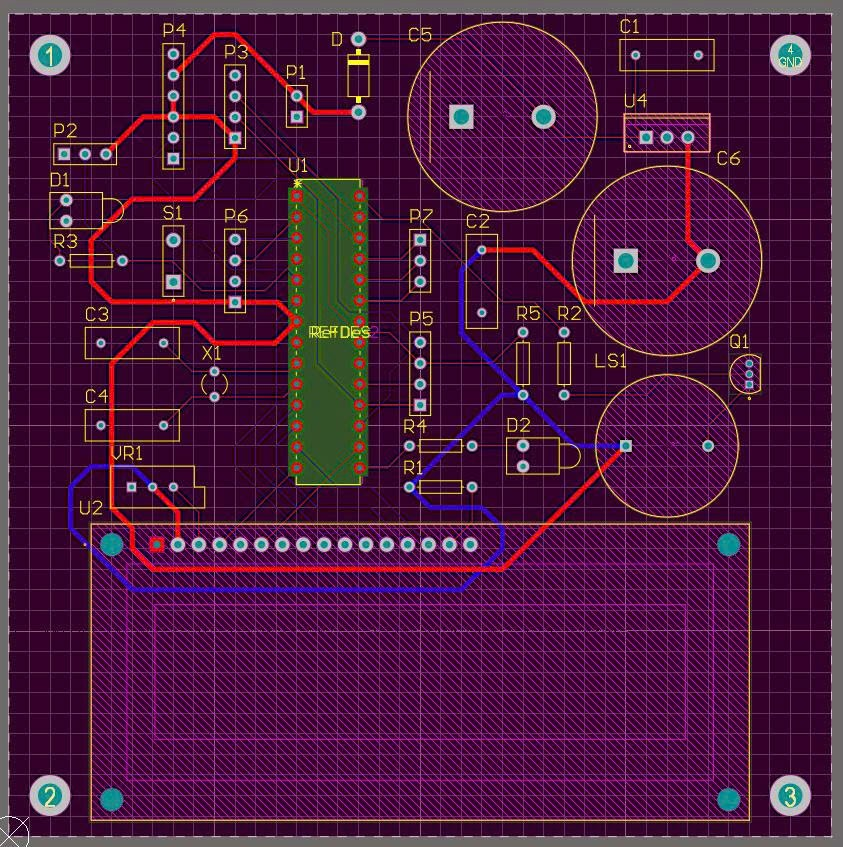 P4
P3
P1
D
C5
C1
1
4
GND
U4
P2
C6
U1
D1
S1
P6
P7
C2
R3
C3
RefDes
R5
R2
P5
X1
LS1
Q1
C4
R4
D2
VR1
R1
U2
2
3